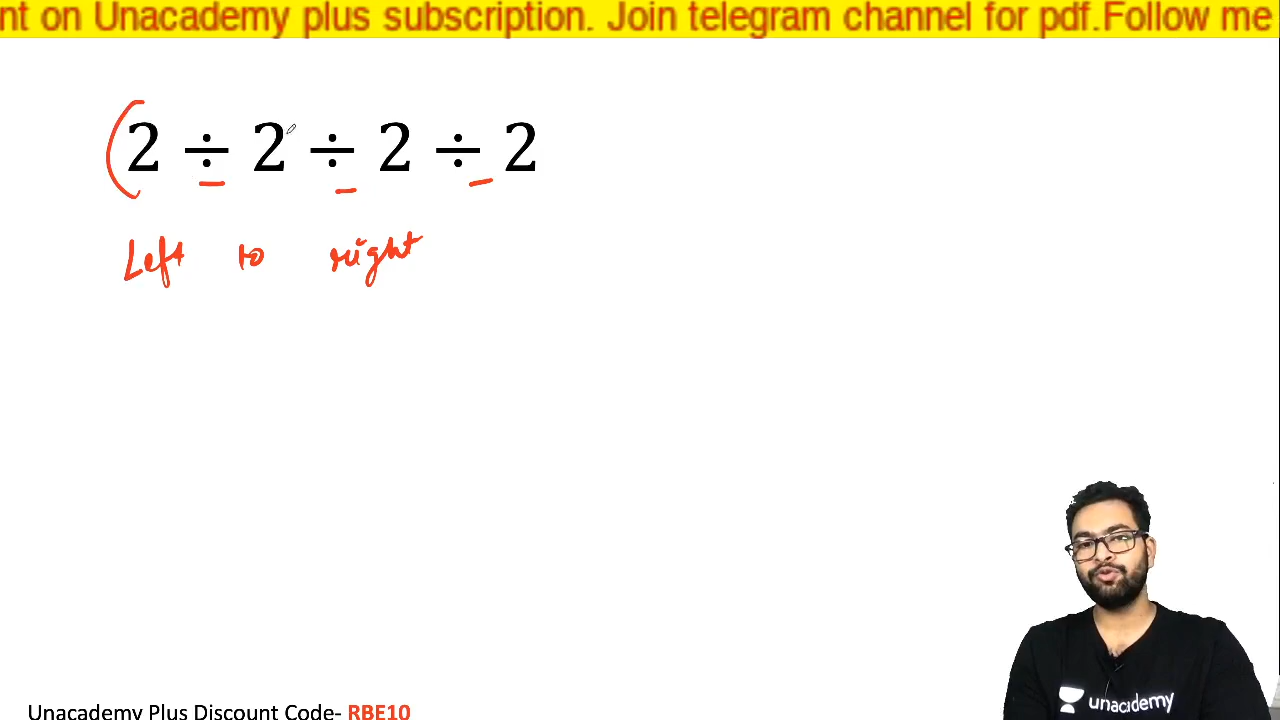 nt on Unacademy plus subscription. Join telegram channel for pdf.Follow me
(2 ÷ 2 ÷ 2 ÷ 2
Left to right
unacademy
Unacademy Plus Discount Code- RBE10